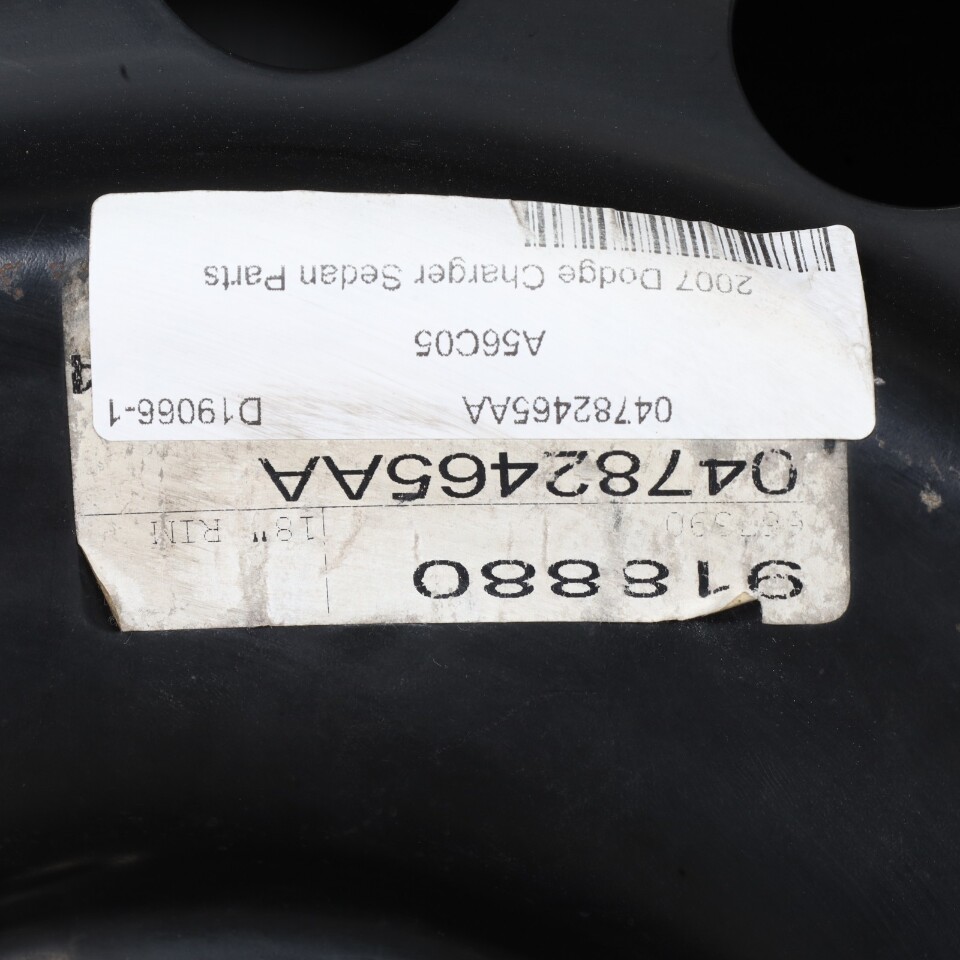 918880
18" RIM
04782465AA
04782465AA D19066-1
A56C05
2007 Dodge Charger Sedan Parts